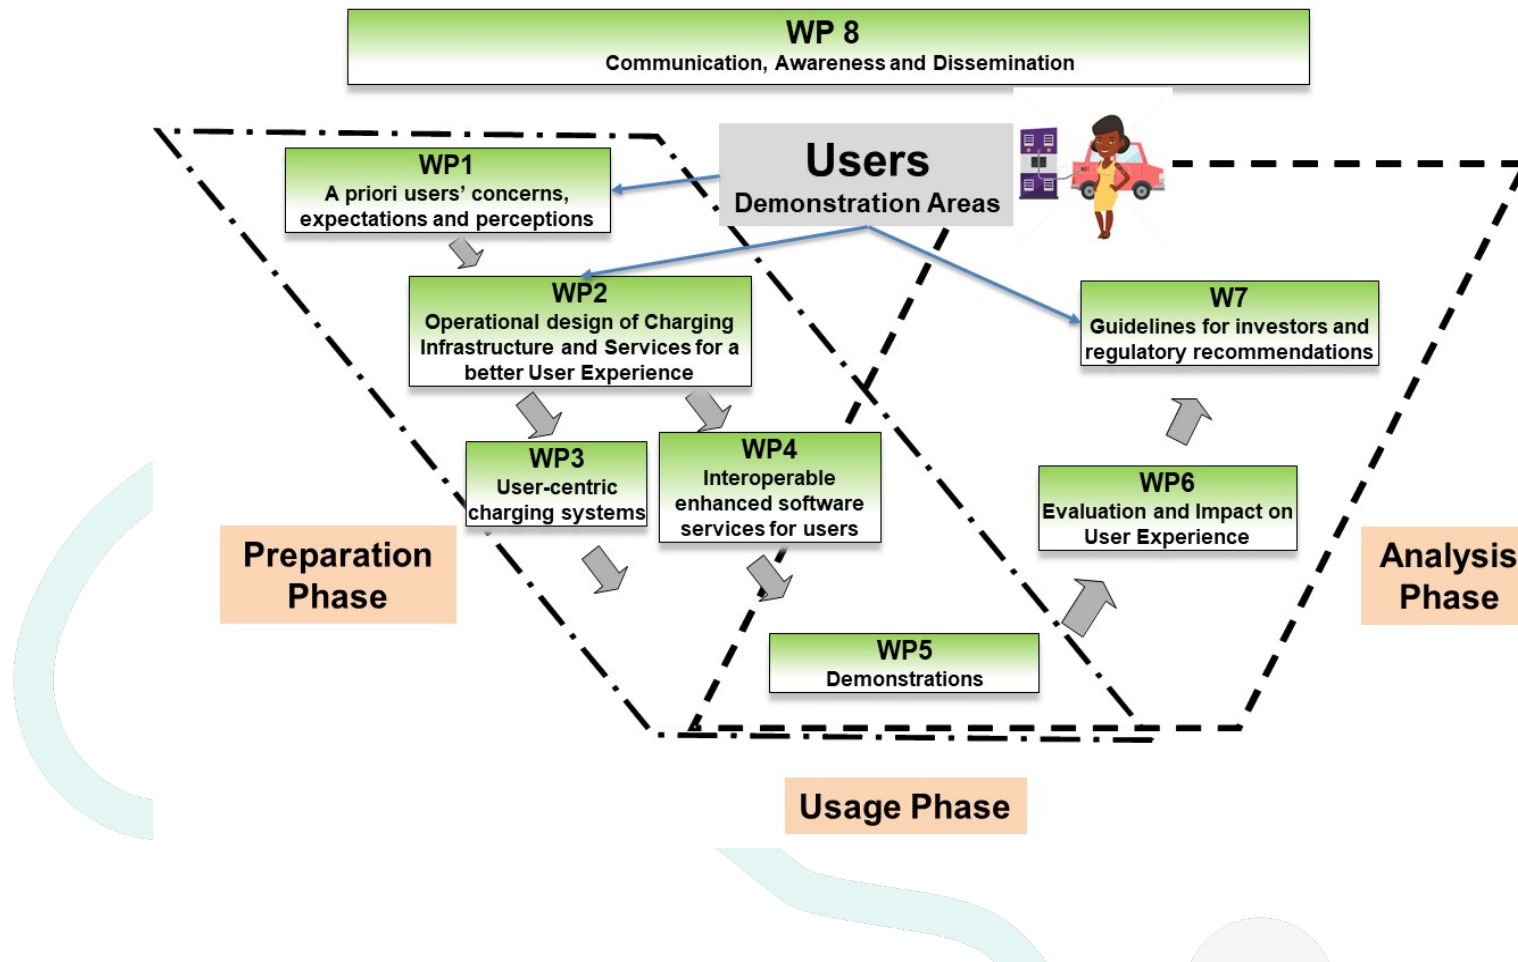 WP 8
Communication, Awareness and Dissemination
Users
Demonstration Areas
WP1
A priori users’ concerns,
expectations and perceptions
WP2
Operational design of Charging
Infrastructure and Services for a
better User Experience
W7
Guidelines for investors and
regulatory recommendations
WP3
User-centric
charging systems
WP4
Interoperable
enhanced software
services for users
WP6
Evaluation and Impact on
User Experience
Preparation
Phase
Analysis
Phase
WP5
Demonstrations
Usage Phase